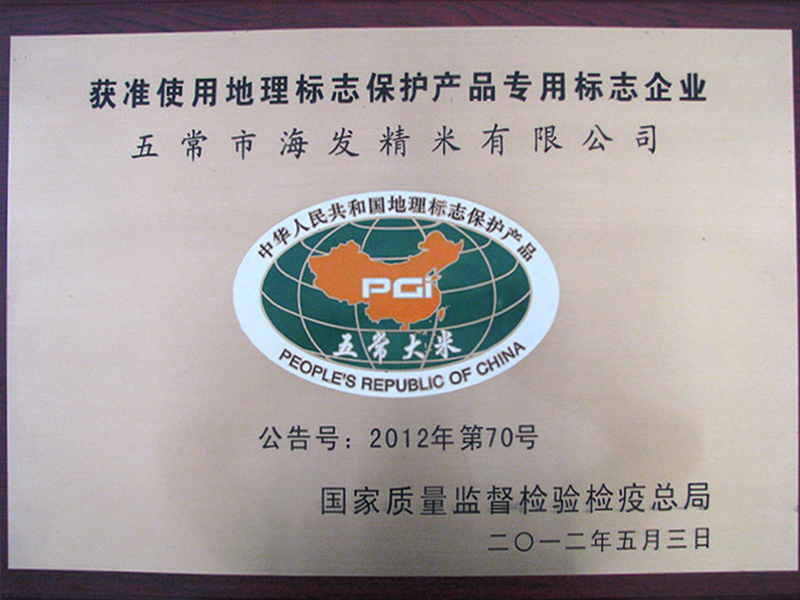 获准使用地理标志保护产品专用标志企业
五常市海发精米有限公司
中华人民共和国地理标志保护产品
PGi
五常大米
PEOPLE'S REPUBLIC OF CHINA
公告号：2012年第70号
国家质量监督检验检疫总局
二〇一二年五月三日